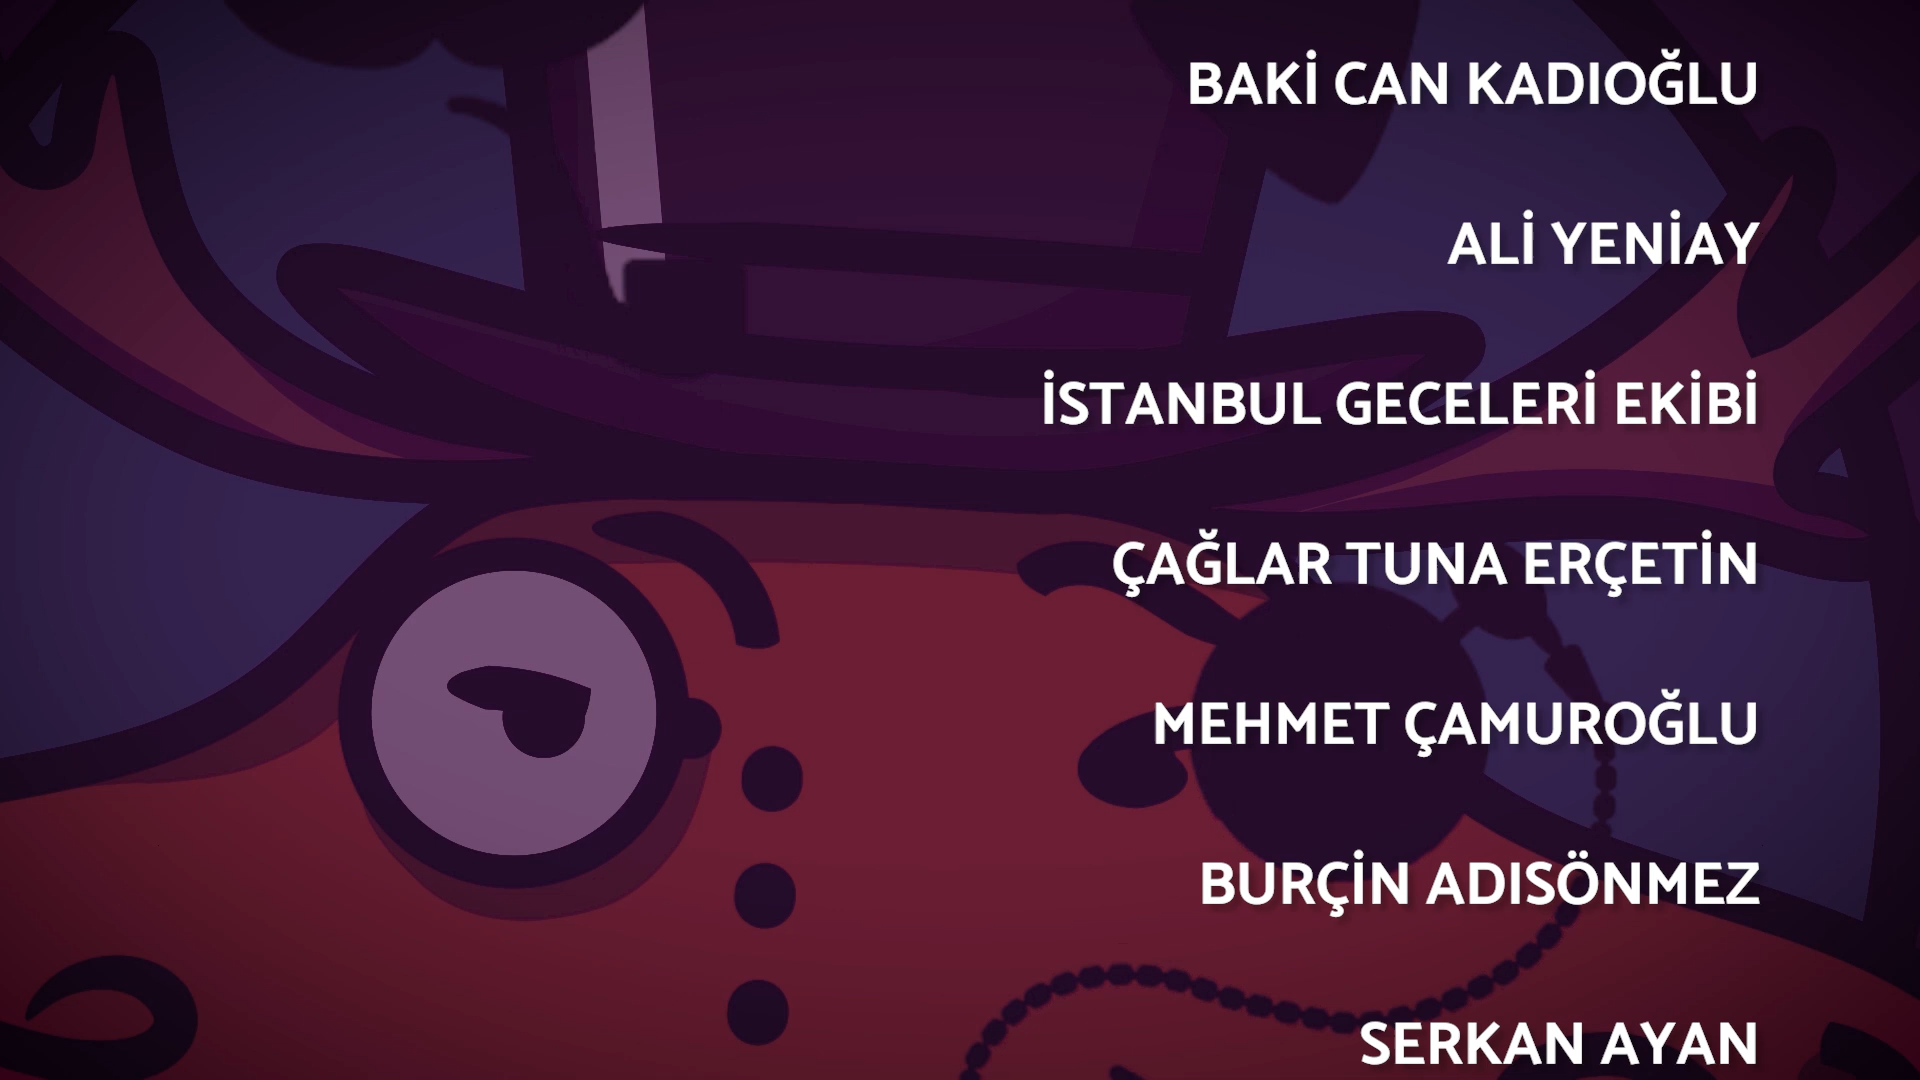 BAKİ CAN KADIOĞLU
ALİ YENİAY
İSTANBUL GECELERİ EKİBİ
ÇAĞLAR TUNA ERÇETİN
MEHMET ÇAMUROĞLU
BURÇİN ADISÖNMEZ
SERKAN AYAN